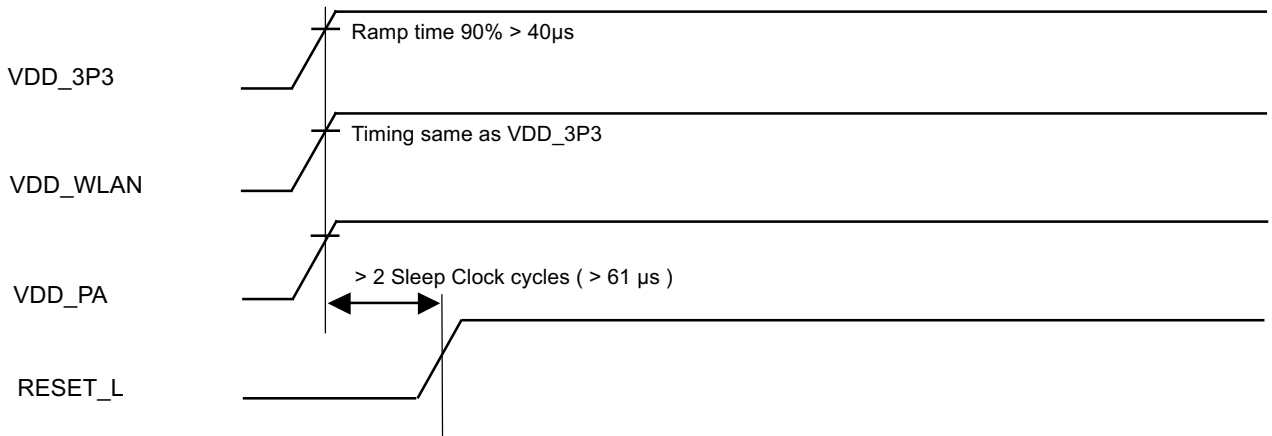 Ramp time 90% > 40µs
VDD_3P3
Timing same as VDD_3P3
VDD_WLAN
> 2 Sleep Clock cycles ( > 61 µs )
VDD_PA
RESET_L